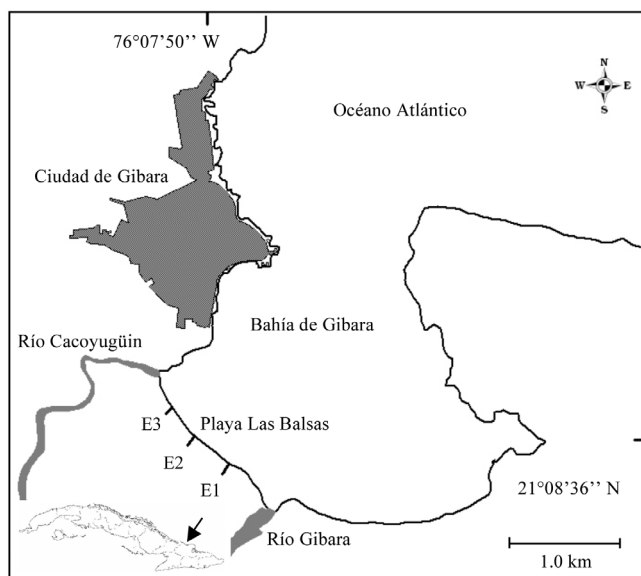 76°07'50'' W
N
W E
S
Océano Atlántico
Ciudad de Gibara
Bahía de Gibara
Río Cacoyugüin
Playa Las Balsas
E3
E2
E1
21°08'36'' N
Río Gibara
1.0 km